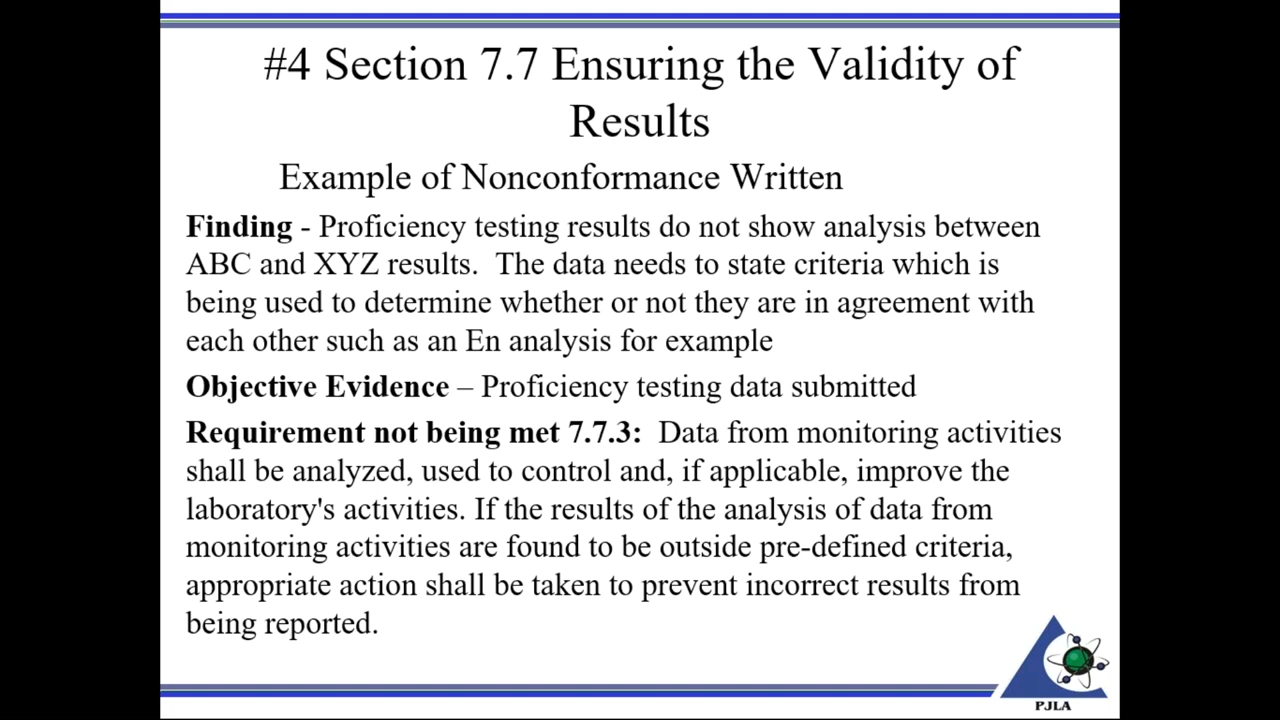 #4 Section 7.7 Ensuring the Validity of
Results
Example of Nonconformance Written
Finding - Proficiency testing results do not show analysis between
ABC and XYZ results.  The data needs to state criteria which is
being used to determine whether or not they are in agreement with
each other such as an En analysis for example
Objective Evidence – Proficiency testing data submitted
Requirement not being met 7.7.3:  Data from monitoring activities
shall be analyzed, used to control and, if applicable, improve the
laboratory's activities. If the results of the analysis of data from
monitoring activities are found to be outside pre-defined criteria,
appropriate action shall be taken to prevent incorrect results from
being reported.
PJLA